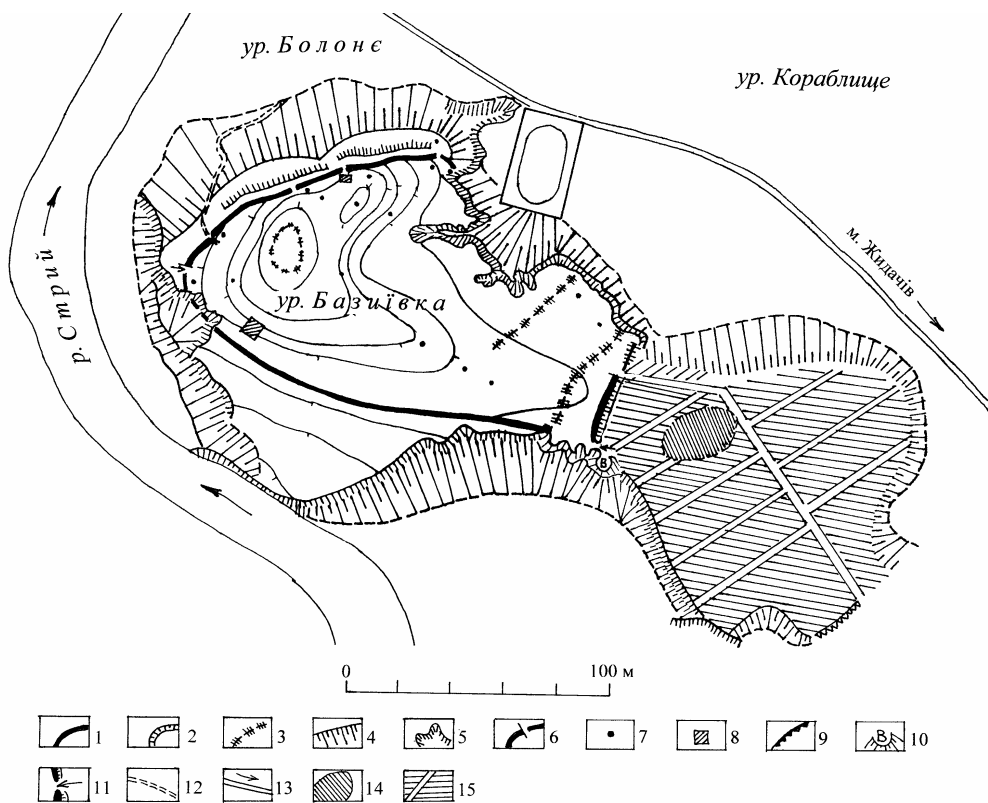 ур. Болонє
ур. Кораблище
р. Стрий
м. Жидачів
ур. Базиївка
В
0 100 м
1 2 3 4 5 6 7 8 9 В 10
11 12 13 14 15